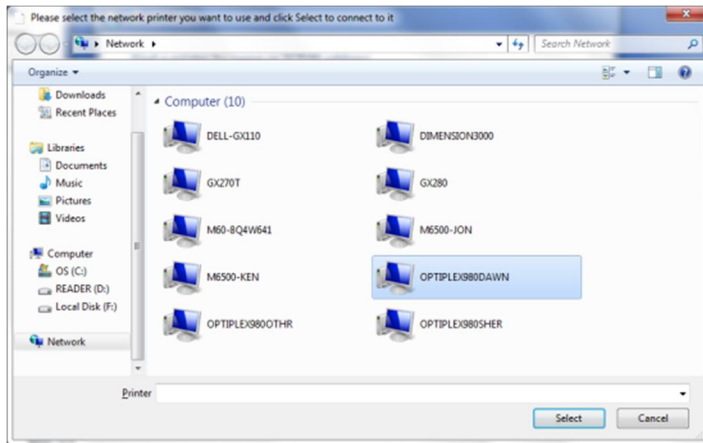 Please select the network printer you want to use and click Select to connect to it
Network
Search Network
Organize
Downloads
Recent Places
Libraries
Documents
Music
Pictures
Videos
Computer
OS (C:)
READER (D:)
Local Disk (F:)
Network
Computer (10)
DELL-GX110
DIMENSION3000
GX270T
GX280
M60-8Q4W641
M6500-JON
M6500-KEN
OPTIPLEX980DAWN
OPTIPLEX980OTHR
OPTIPLEX980SHER
Printer
Select
Cancel